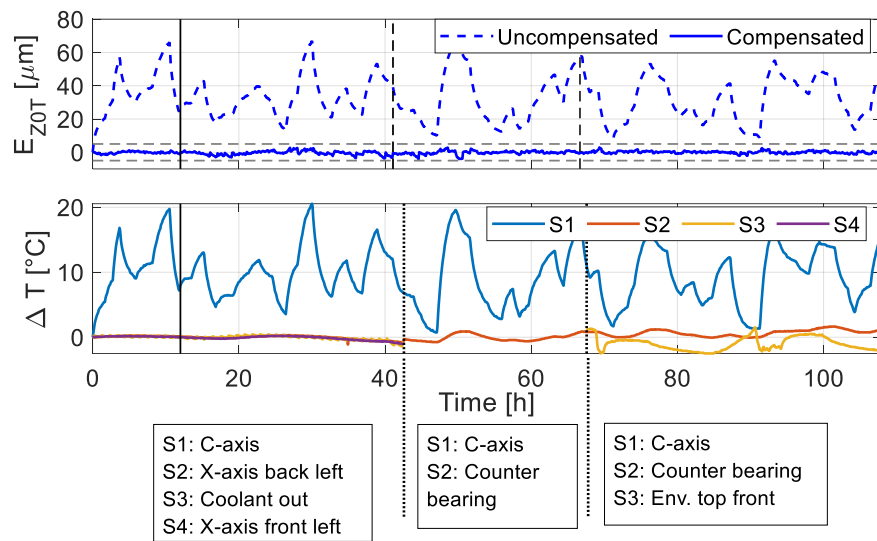 80
60
40
20
0
E_Z0T [μm]
Uncompensated
Compensated
20
10
0
Δ T [°C]
S1
S2
S3
S4
0
20
40
60
80
100
Time [h]
S1: C-axis
S2: X-axis back left
S3: Coolant out
S4: X-axis front left
S1: C-axis
S2: Counter
bearing
S1: C-axis
S2: Counter bearing
S3: Env. top front